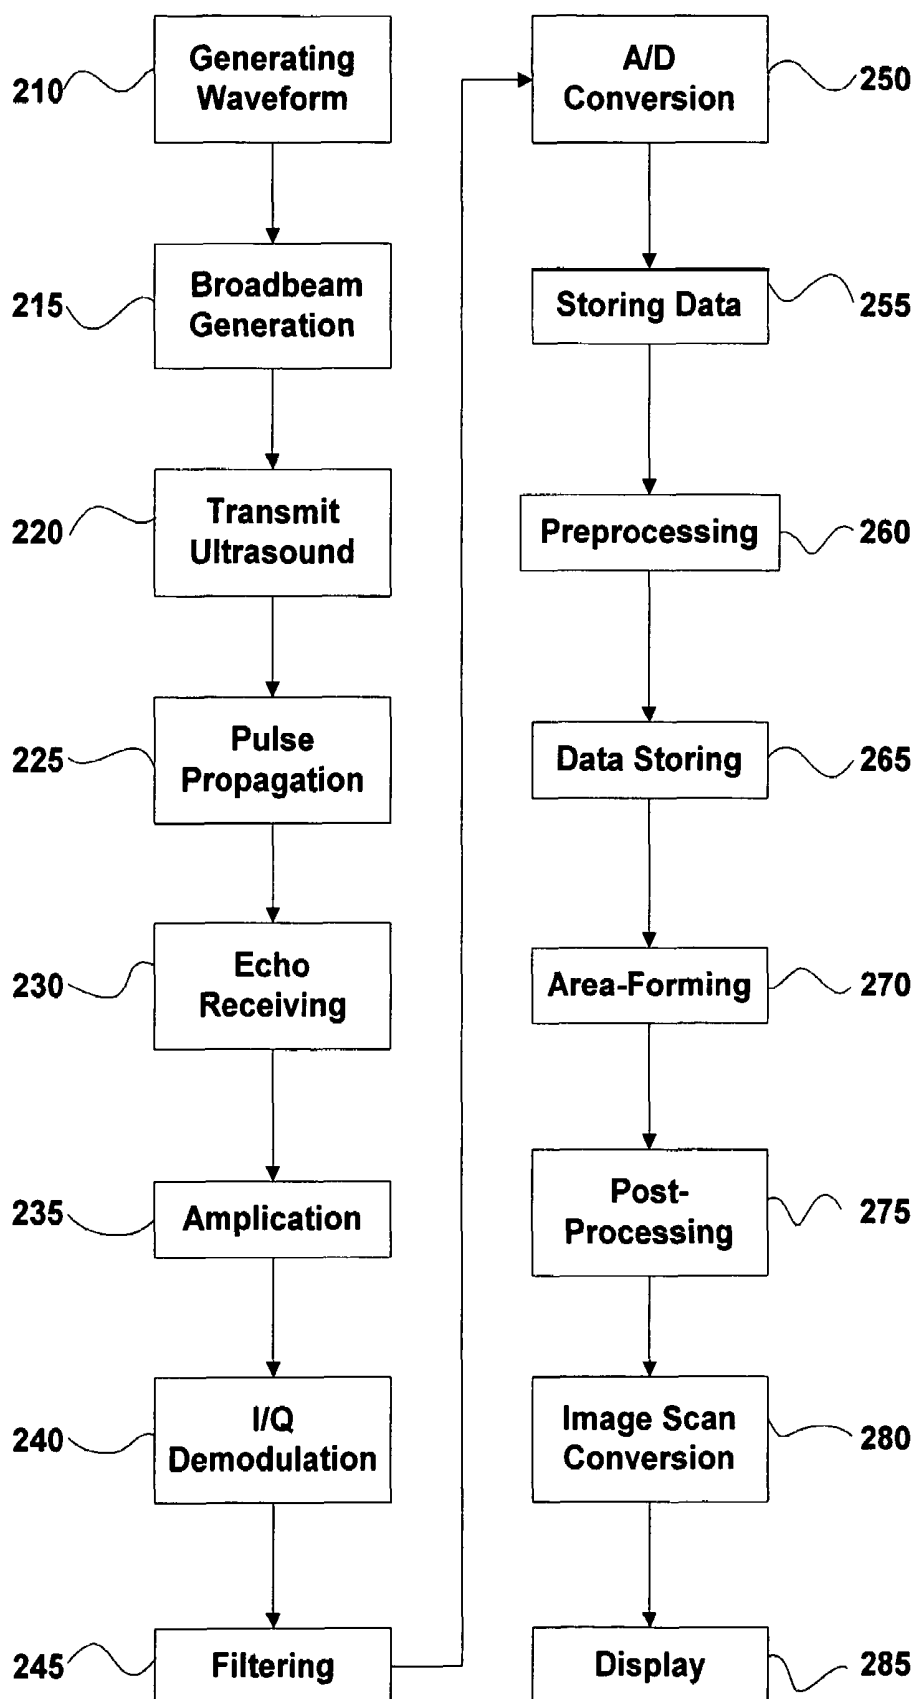 210
Generating
Waveform
215
Broadbeam
Generation
220
Transmit
Ultrasound
225
Pulse
Propagation
230
Echo
Receiving
235
Amplication
240
I/Q
Demodulation
245
Filtering
A/D
Conversion
250
Storing Data
255
Preprocessing
260
Data Storing
265
Area-Forming
270
Post-
Processing
275
Image Scan
Conversion
280
Display
285